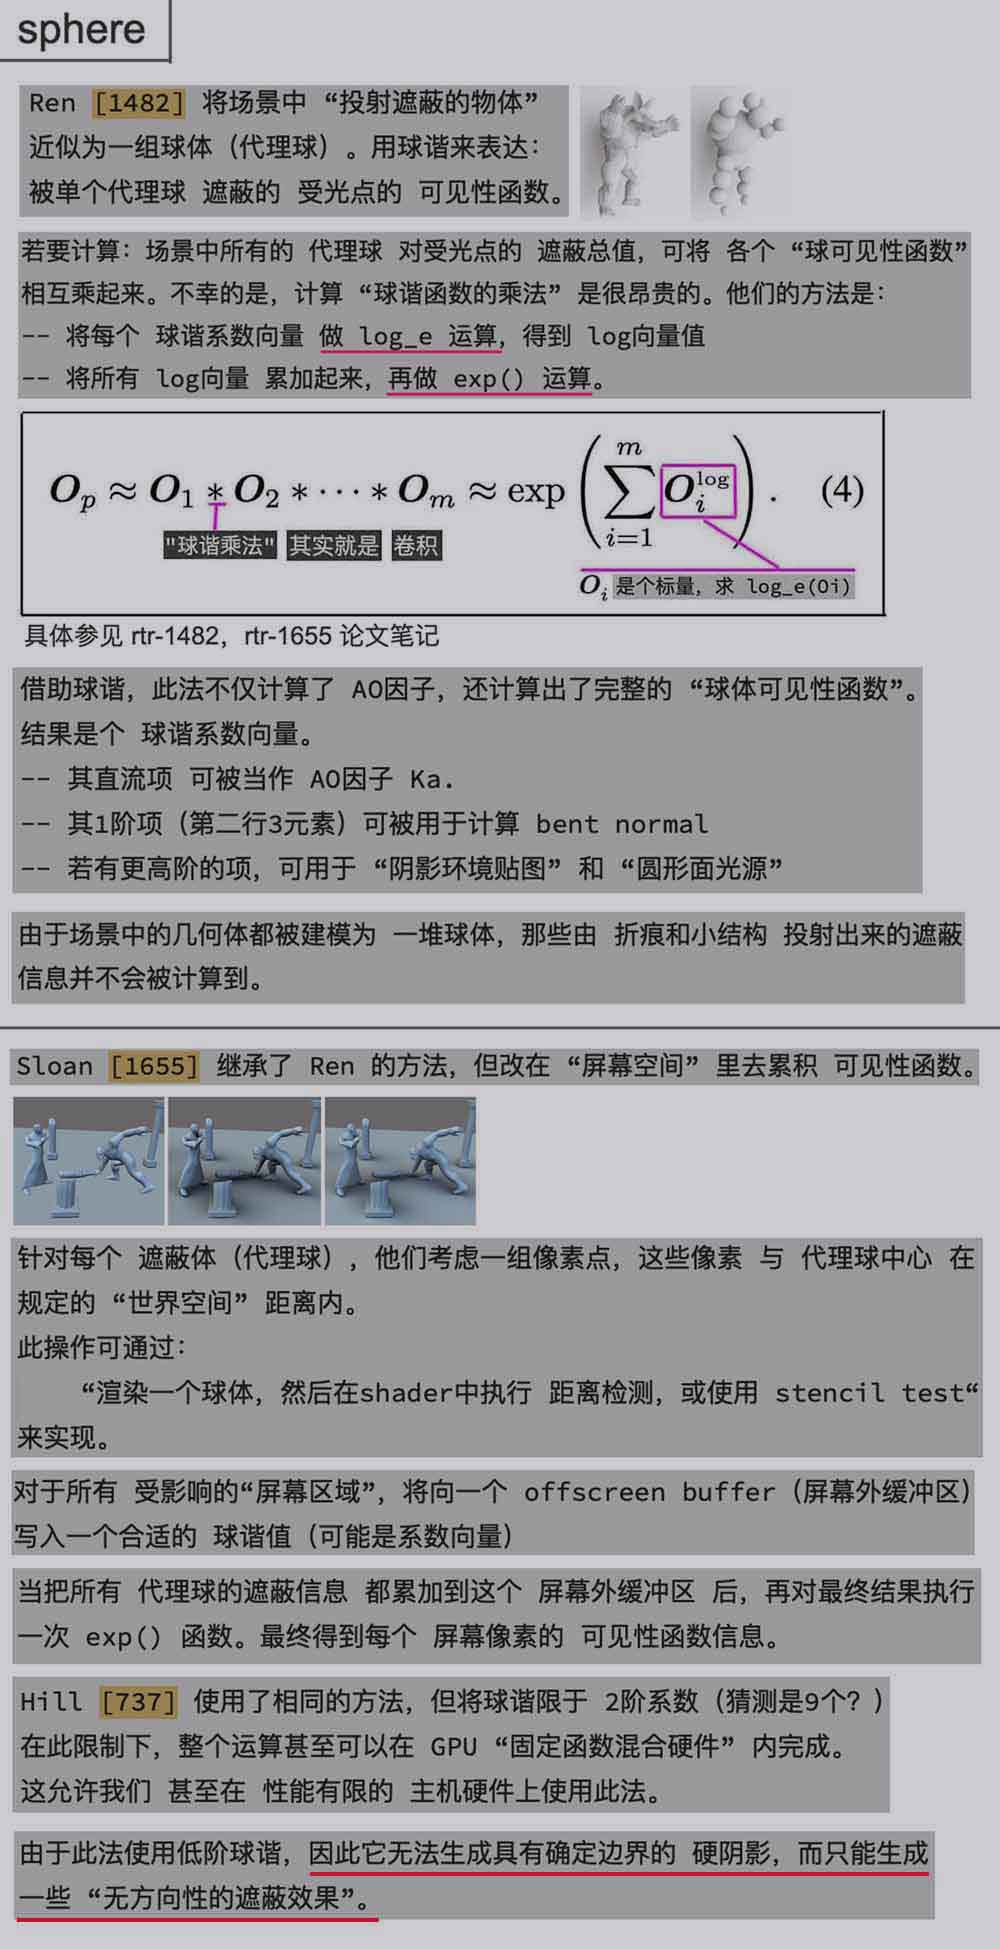 sphere
Ren [1482] 将场景中 “投射遮蔽的物体”
近似为一组球体（代理球）。用球谐来表达：
被单个代理球 遮蔽的 受光点的 可见性函数。
若要计算：场景中所有的 代理球 对受光点的 遮蔽总值，可将 各个 “球可见性函数”
相互乘起来。不幸的是，计算 “球谐函数的乘法” 是很昂贵的。他们的方法是：
-- 将每个 球谐系数向量 做 log_e 运算，得到 log向量值
-- 将所有 log向量 累加起来，再做 exp() 运算。
O_p ≈ O_1 * O_2 * ··· * O_m ≈ exp ( ∑_{i=1}^{m} O_i^{log} ) . (4)
"球谐乘法" 其实就是 卷积
O_i 是个标量，求 log_e(Oi)
具体参见 rtr-1482，rtr-1655 论文笔记
借助球谐，此法不仅计算了 AO因子，还计算出了完整的 “球体可见性函数”。
结果是个 球谐系数向量。
-- 其直流项 可被当作 AO因子 Ka.
-- 其1阶项（第二行3元素）可被用于计算 bent normal
-- 若有更高阶的项，可用于 “阴影环境贴图” 和 “圆形面光源”
由于场景中的几何体都被建模为 一堆球体，那些由 折痕和小结构 投射出来的遮蔽
信息并不会被计算到。
Sloan [1655] 继承了 Ren 的方法，但改在 “屏幕空间” 里去累积 可见性函数。
针对每个 遮蔽体（代理球），他们考虑一组像素点，这些像素 与 代理球中心 在
规定的 “世界空间” 距离内。
此操作可通过：
“渲染一个球体，然后在shader中执行 距离检测，或使用 stencil test“
来实现。
对于所有 受影响的“屏幕区域”，将向一个 offscreen buffer（屏幕外缓冲区）
写入一个合适的 球谐值（可能是系数向量）
当把所有 代理球的遮蔽信息 都累加到这个 屏幕外缓冲区 后，再对最终结果执行
一次 exp() 函数。最终得到每个 屏幕像素的 可见性函数信息。
Hill [737] 使用了相同的方法，但将球谐限于 2阶系数（猜测是9个？）
在此限制下，整个运算甚至可以在 GPU “固定函数混合硬件” 内完成。
这允许我们 甚至在 性能有限的 主机硬件上使用此法。
由于此法使用低阶球谐，因此它无法生成具有确定边界的 硬阴影，而只能生成
一些 “无方向性的遮蔽效果”。